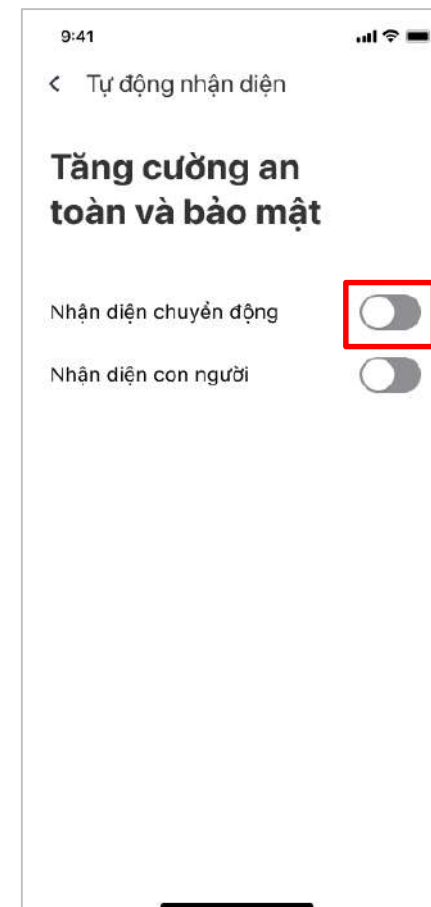 9:41
Tự động nhận diện
Tăng cường an
toàn và bảo mật
Nhận diện chuyển động
Nhận diện con người